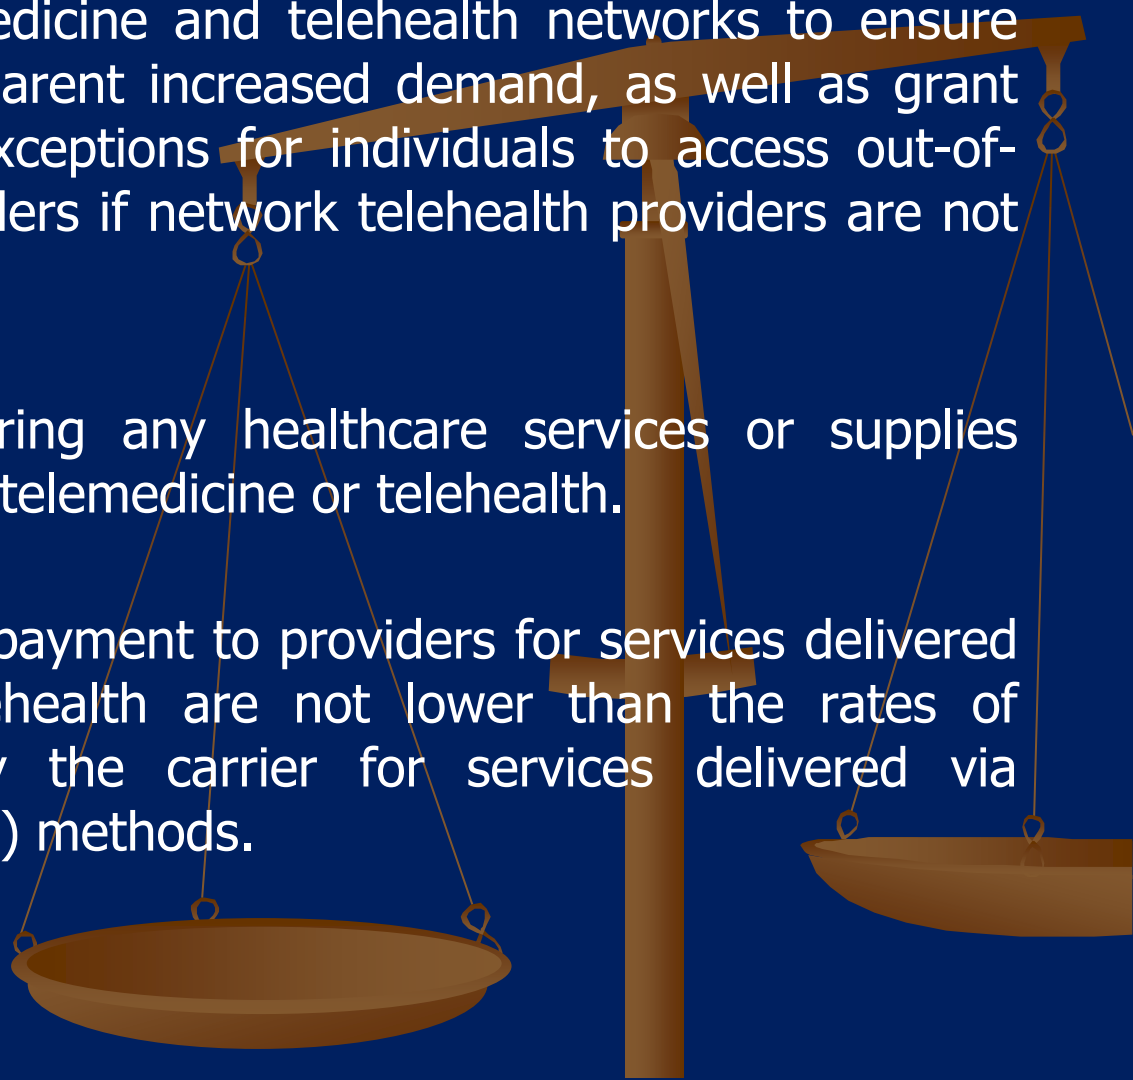 edicine and telehealth networks to ensure
arent increased demand, as well as grant
xceptions for individuals to access out-of-
ders if network telehealth providers are not
ring any healthcare services or supplies
telemedicine or telehealth.
payment to providers for services delivered
ehealth are not lower than the rates of
the carrier for services delivered via
) methods.